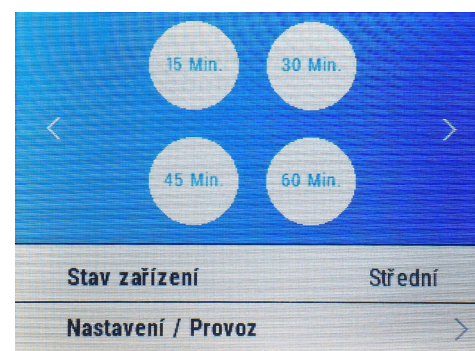 15 Min. 30 Min.
45 Min. 60 Min.
Stav zařízení Střední
Nastavení / Provoz